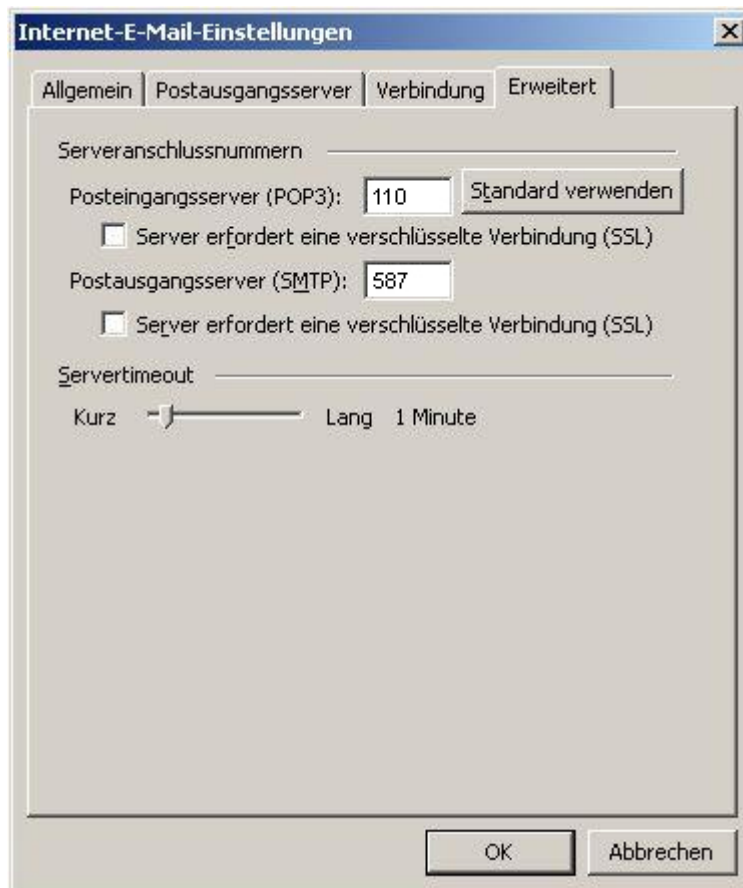 Internet-E-Mail-Einstellungen
Allgemein Postausgangsserver Verbindung Erweitert
Serveranschlussnummern
Posteingangsserver (POP3): 110 Standard verwenden
Server erfordert eine verschlüsselte Verbindung (SSL)
Postausgangsserver (SMTP): 587
Server erfordert eine verschlüsselte Verbindung (SSL)
Servertimeout
Kurz Lang 1 Minute
OK Abbrechen